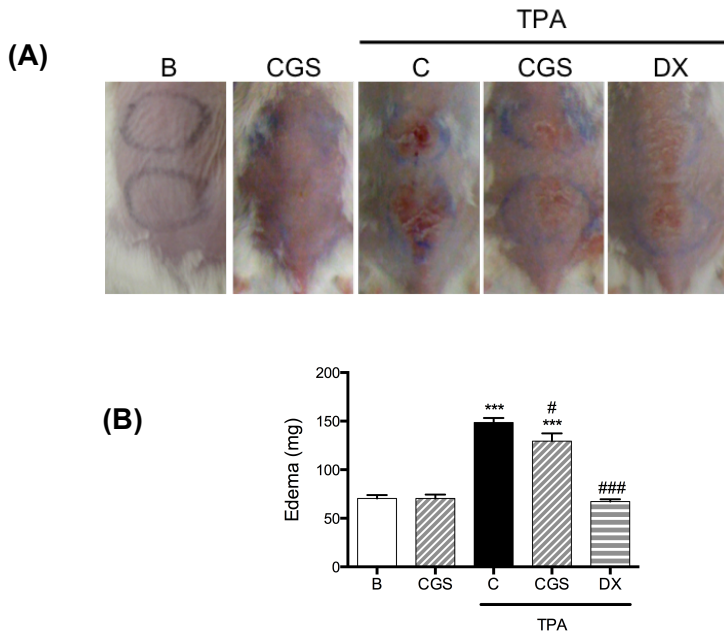 TPA
(A)
B CGS C CGS DX
(B)
200
150
100
50
0
Edema (mg)
***
#
***
###
B CGS C CGS DX
TPA